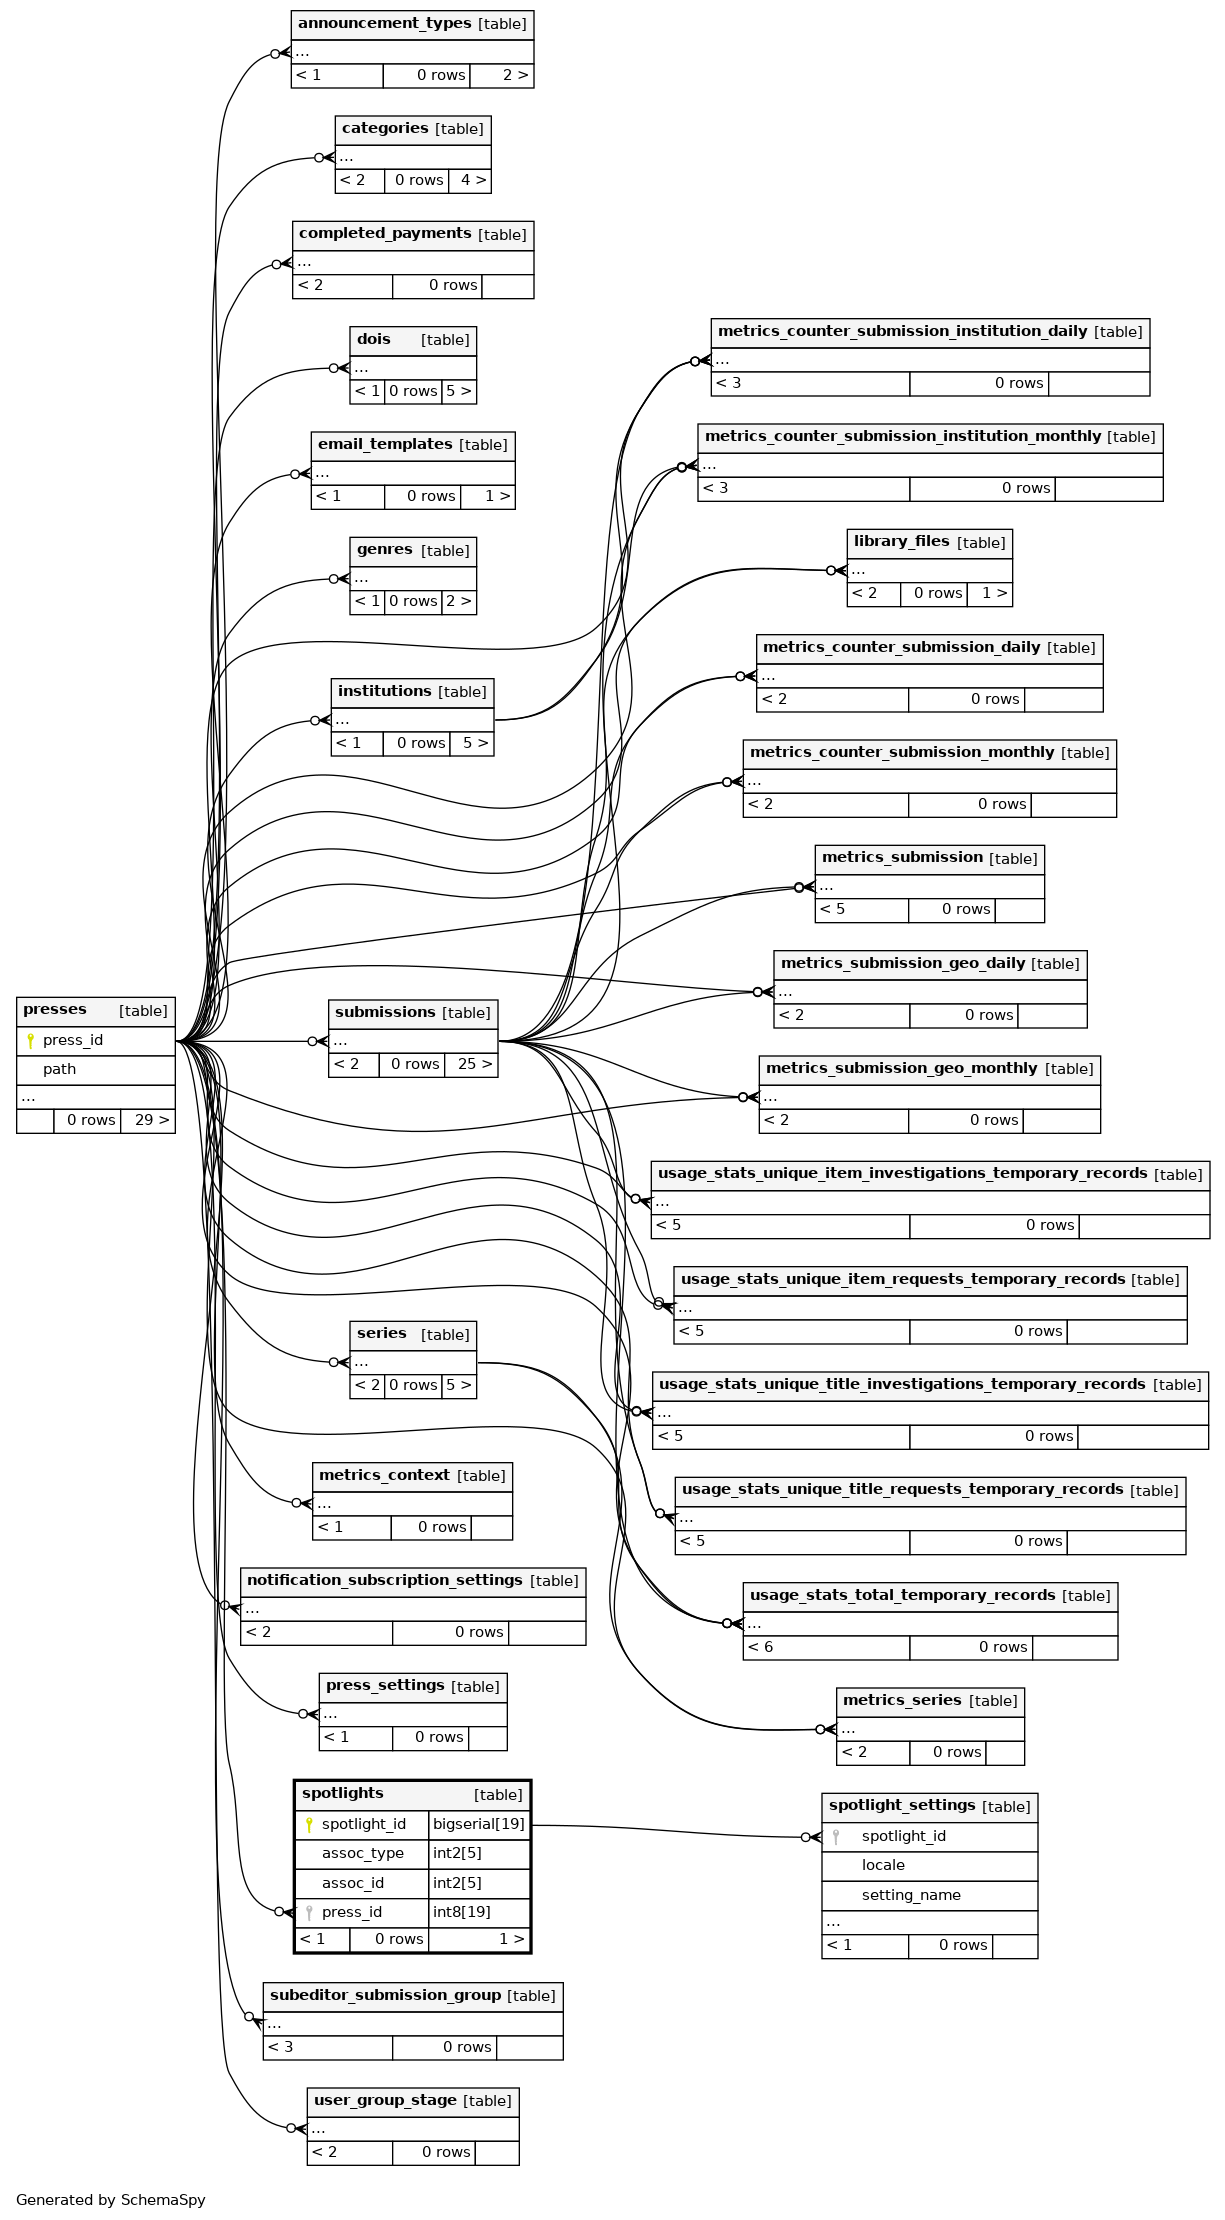 announcement_types [table]
...
< 1 0 rows 2 >
categories [table]
...
< 2 0 rows 4 >
completed_payments [table]
...
< 2 0 rows
dois [table]
...
< 1 0 rows 5 >
email_templates [table]
...
< 1 0 rows 1 >
genres [table]
...
< 1 0 rows 2 >
institutions [table]
...
< 1 0 rows 5 >
presses [table]
press_id
path
...
0 rows 29 >
submissions [table]
...
< 2 0 rows 25 >
series [table]
...
< 2 0 rows 5 >
metrics_context [table]
...
< 1 0 rows
notification_subscription_settings [table]
...
< 2 0 rows
press_settings [table]
...
< 1 0 rows
spotlights [table]
spotlight_id bigserial[19]
assoc_type int2[5]
assoc_id int2[5]
press_id int8[19]
< 1 0 rows 1 >
subeditor_submission_group [table]
...
< 3 0 rows
user_group_stage [table]
...
< 2 0 rows
metrics_counter_submission_institution_daily [table]
...
< 3 0 rows
metrics_counter_submission_institution_monthly [table]
...
< 3 0 rows
library_files [table]
...
< 2 0 rows 1 >
metrics_counter_submission_daily [table]
...
< 2 0 rows
metrics_counter_submission_monthly [table]
...
< 2 0 rows
metrics_submission [table]
...
< 5 0 rows
metrics_submission_geo_daily [table]
...
< 2 0 rows
metrics_submission_geo_monthly [table]
...
< 2 0 rows
usage_stats_unique_item_investigations_temporary_records [table]
...
< 5 0 rows
usage_stats_unique_item_requests_temporary_records [table]
...
< 5 0 rows
usage_stats_unique_title_investigations_temporary_records [table]
...
< 5 0 rows
usage_stats_unique_title_requests_temporary_records [table]
...
< 5 0 rows
usage_stats_total_temporary_records [table]
...
< 6 0 rows
metrics_series [table]
...
< 2 0 rows
spotlight_settings [table]
spotlight_id
locale
setting_name
...
< 1 0 rows
Generated by SchemaSpy